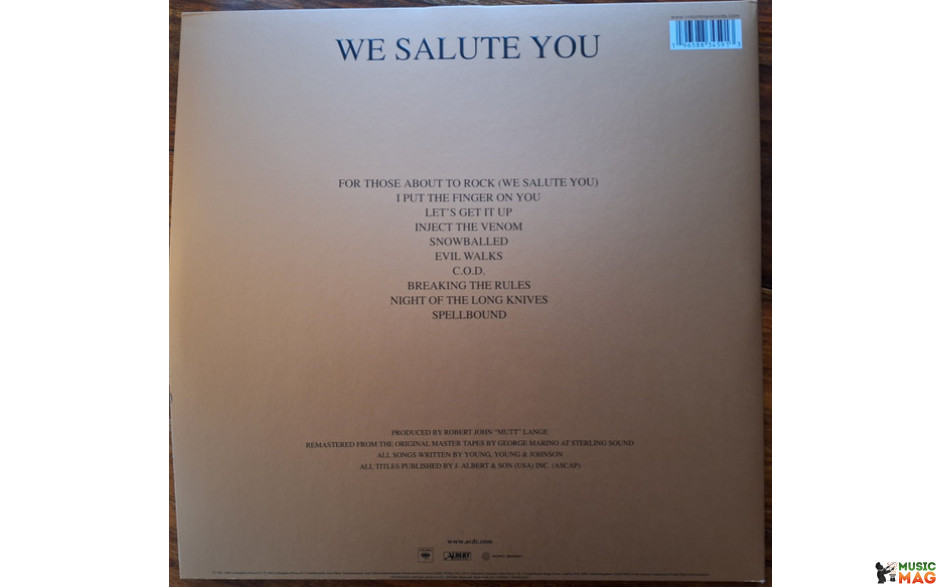 WE SALUTE YOU
FOR THOSE ABOUT TO ROCK (WE SALUTE YOU)
I PUT THE FINGER ON YOU
LET'S GET IT UP
INJECT THE VENOM
SNOWBALLED
EVIL WALKS
C.O.D.
BREAKING THE RULES
NIGHT OF THE LONG KNIVES
SPELLBOUND
PRODUCED BY ROBERT JOHN "MUTT" LANGE
REMASTERED FROM THE ORIGINAL MASTER TAPES BY GEORGE MARINO AT STERLING SOUND
ALL SONGS WRITTEN BY YOUNG, YOUNG & JOHNSON
ALL TITLES PUBLISHED BY J. ALBERT & SON (USA) INC. (ASCAP)
www.acdc.com
ALBERT
MUSIC
MAG